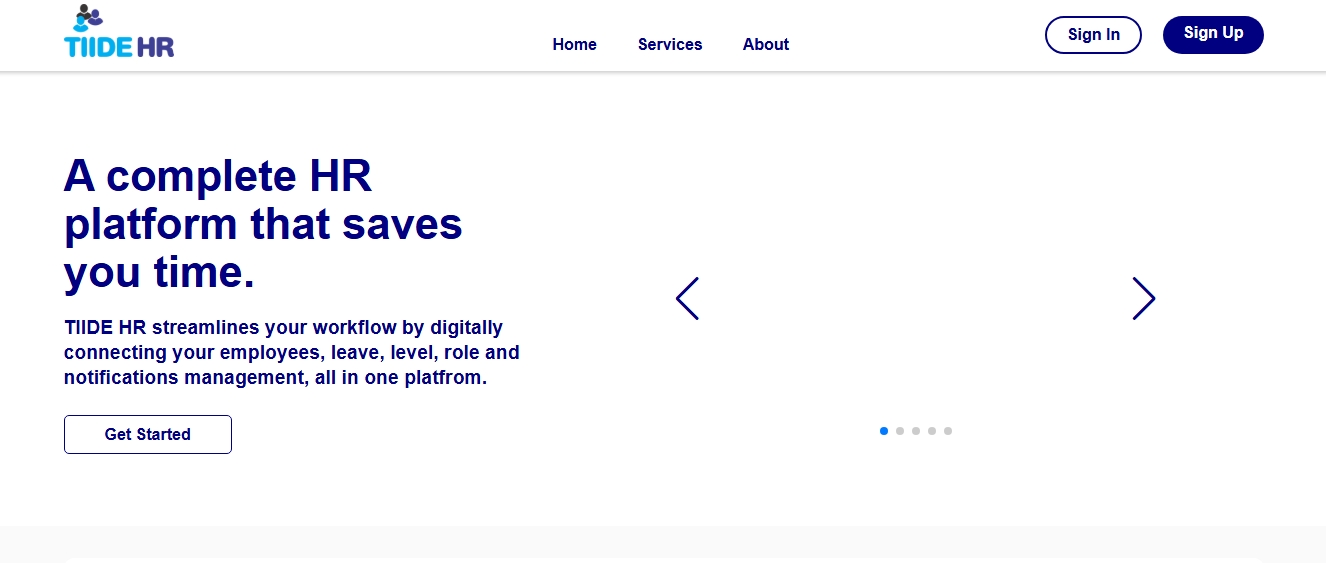 TIIDE HR
Home
Services
About
Sign In
Sign Up
A complete HR
platform that saves
you time.
TIIDE HR streamlines your workflow by digitally
connecting your employees, leave, level, role and
notifications management, all in one platfrom.
Get Started